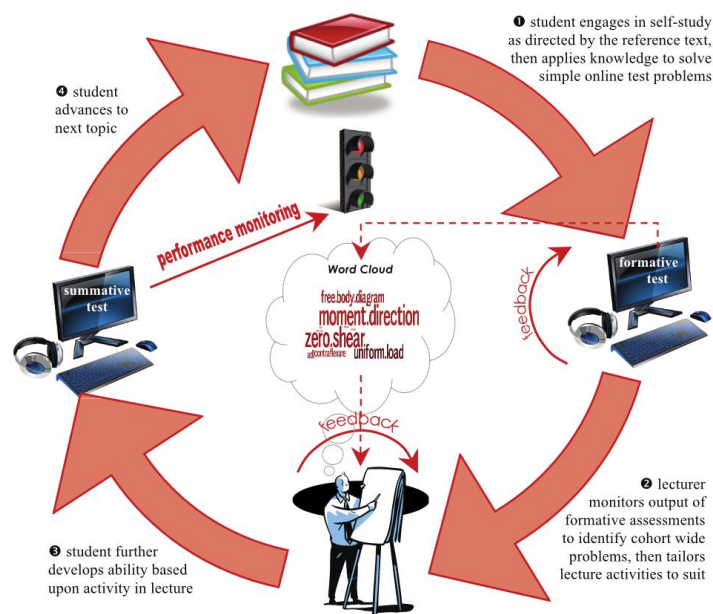 ❶ student engages in self-study
as directed by the reference text,
then applies knowledge to solve
simple online test problems
❹ student
advances to
next topic
performance monitoring
Word Cloud
free.body.diagram
moment.direction
zero.shear
udl
contraflexure
uniform.load
summative
test
formative
test
feedback
feedback
❷ lecturer
monitors output of
formative assessments
to identify cohort wide
problems, then tailors
lecture activities to suit
❸ student further
develops ability based
upon activity in lecture